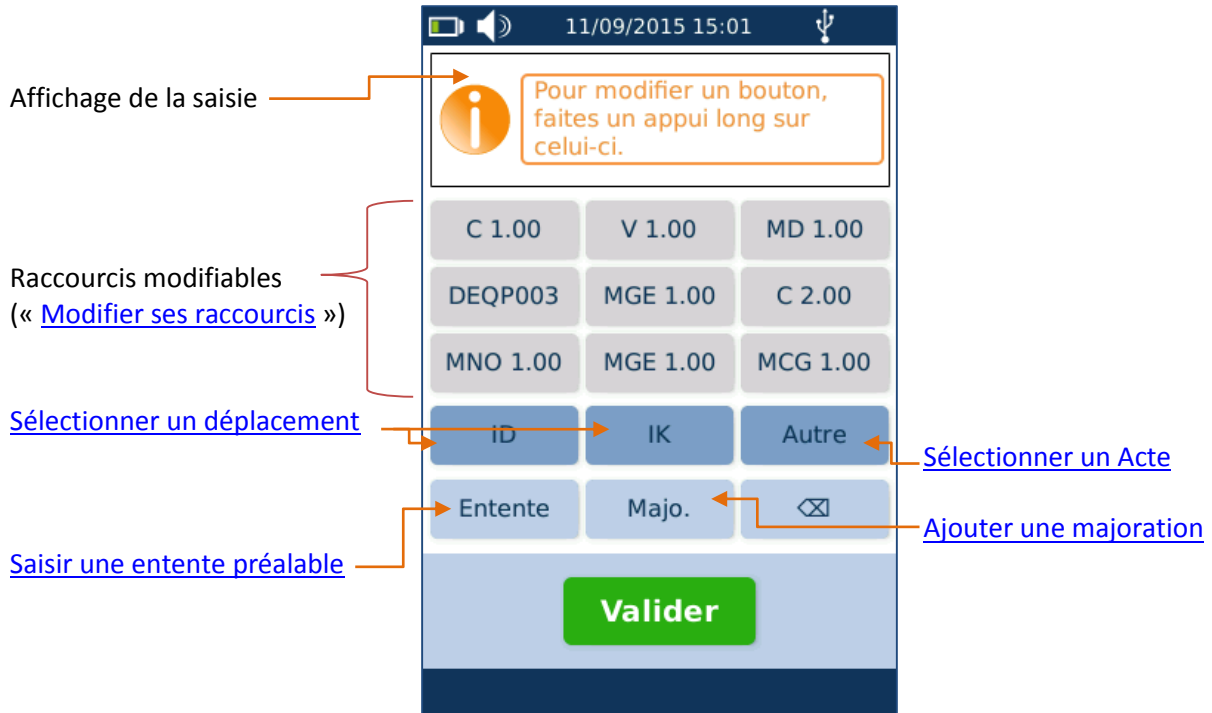 11/09/2015 15:01
Affichage de la saisie
Pour modifier un bouton,
faites un appui long sur
celui-ci.
Raccourcis modifiables
(« Modifier ses raccourcis »)
C 1.00 V 1.00 MD 1.00
DEQP003 MGE 1.00 C 2.00
MNO 1.00 MGE 1.00 MCG 1.00
Sélectionner un déplacement
ID IK Autre
Sélectionner un Acte
Entente Majo.
Ajouter une majoration
Saisir une entente préalable
Valider